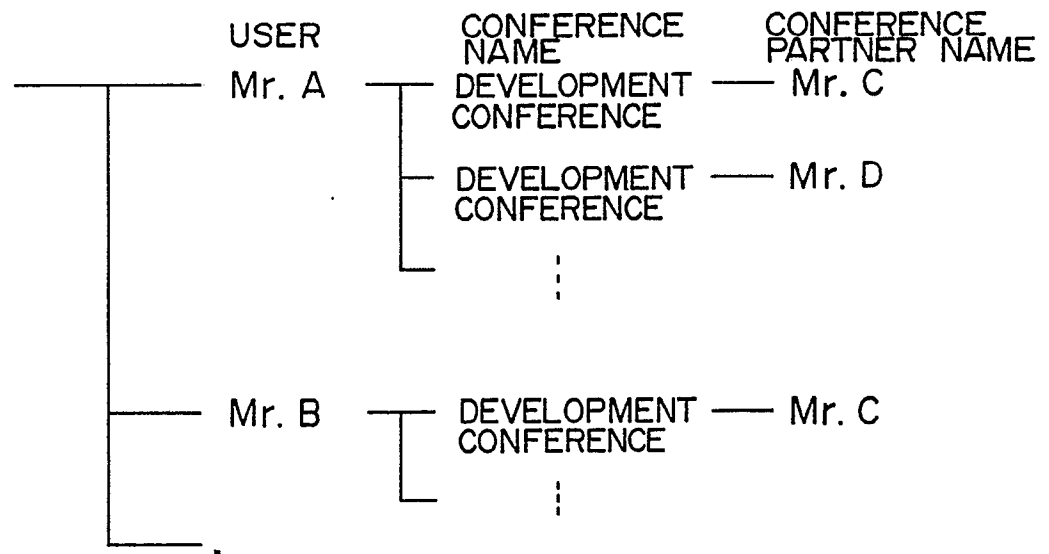 USER
CONFERENCE
NAME
CONFERENCE
PARTNER NAME
Mr. A
DEVELOPMENT
CONFERENCE
Mr. C
DEVELOPMENT
CONFERENCE
Mr. D
Mr. B
DEVELOPMENT
CONFERENCE
Mr. C